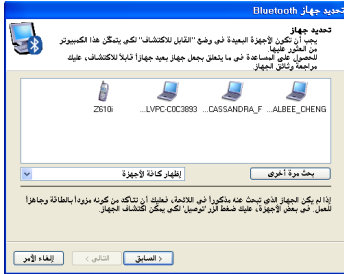 تحديد جهاز Bluetooth
تحديد جهاز
يجب أن تكون الأجهزة البعيدة في وضع "القابل للاكتشاف" لكي يتمكن هذا الكمبيوتر
من العثور عليها.
للحصول على المساعدة في ما يتعلق بجعل جهاز بعيد جهازاً قابلاً للاكتشاف، عليك
مراجعة وثائق الجهاز.
ALBEE_CHENG
CASSANDRA_F...
LVPC-C0C3893...
Z610i
بحث مرة أخرى
إظهار كافة الأجهزة
إذا لم يكن الجهاز الذي تبحث عنه مذكوراً في اللائحة، فعليك أن تتأكد من كونه مزوداً بالطاقة وجاهزاً
للعمل. في بعض الأجهزة، عليك ضغط الزر "توصيل" لكي يمكن اكتشاف الجهاز.
< السابق
التالي >
إلغاء الأمر